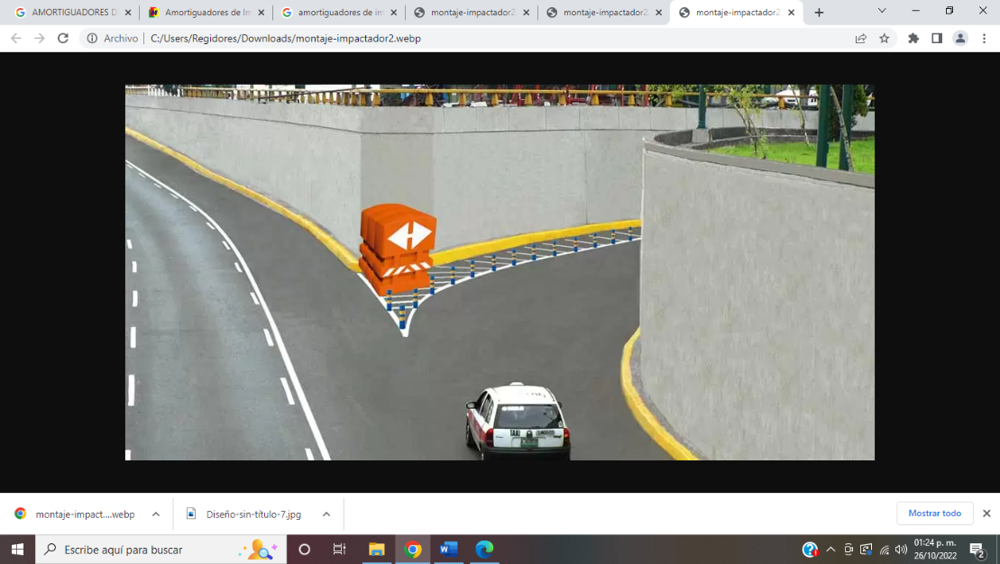 AMORTIGUADORES D
Amortiguadores de Im
amortiguadores de im
montaje-impactador2.
montaje-impactador2.
montaje-impactador2.
Archivo
C:/Users/Regidores/Downloads/montaje-impactador2.webp
TAXI
montaje-impact....webp
Diseño-sin-título-7.jpg
Mostrar todo
Escribe aquí para buscar
01:24 p. m.
26/10/2022
2